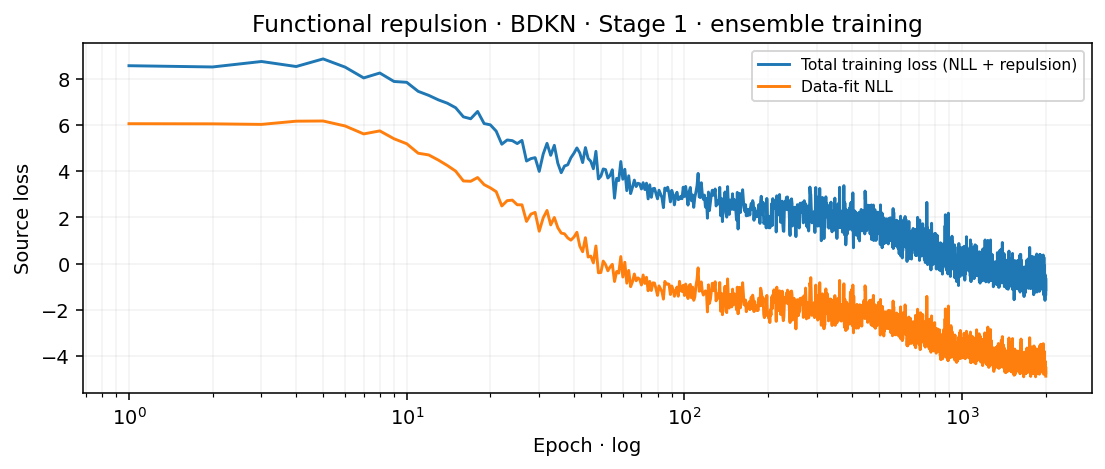 Functional repulsion · BDKN · Stage 1 · ensemble training
Total training loss (NLL + repulsion)
Data-fit NLL
Source loss
8
6
4
2
0
−2
−4
10⁰
10¹
10²
10³
Epoch · log